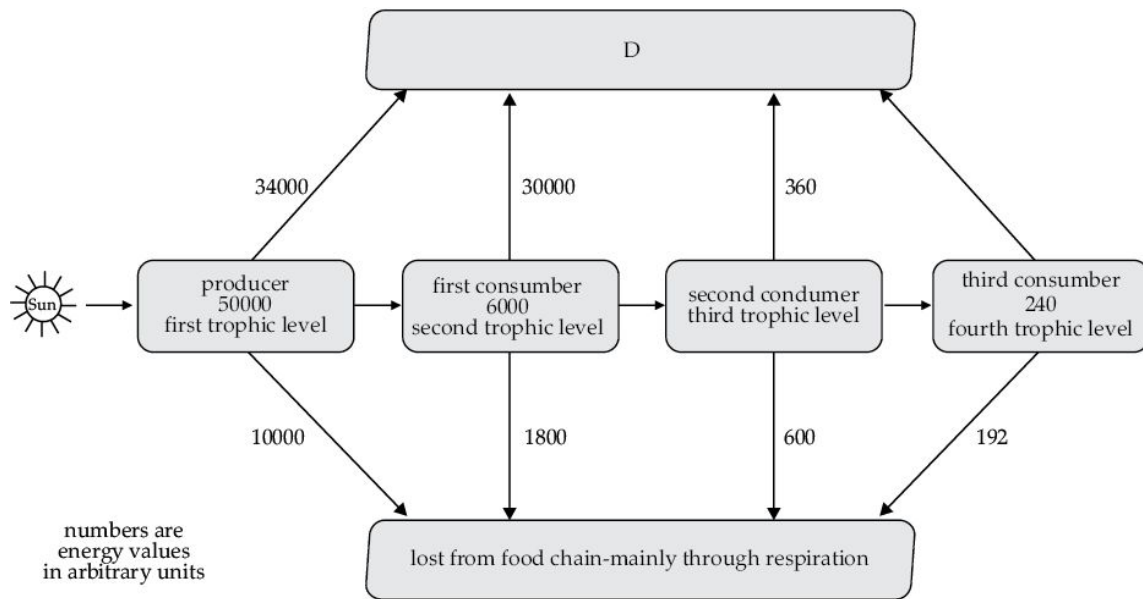 D
34000
30000
360
Sun
producer
50000
first trophic level
first consumber
6000
second trophic level
second condumer
third trophic level
third consumber
240
fourth trophic level
10000
1800
600
192
numbers are
energy values
in arbitrary units
lost from food chain-mainly through respiration